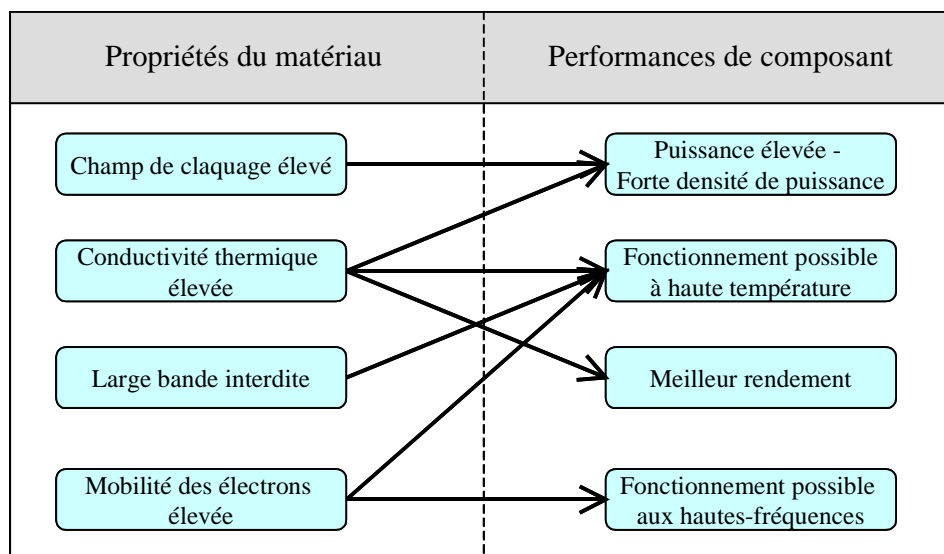 Propriétés du matériau
Performances de composant
Champ de claquage élevé
Puissance élevée -
Forte densité de puissance
Conductivité thermique
élevée
Fonctionnement possible
à haute température
Large bande interdite
Meilleur rendement
Mobilité des électrons
élevée
Fonctionnement possible
aux hautes-fréquences